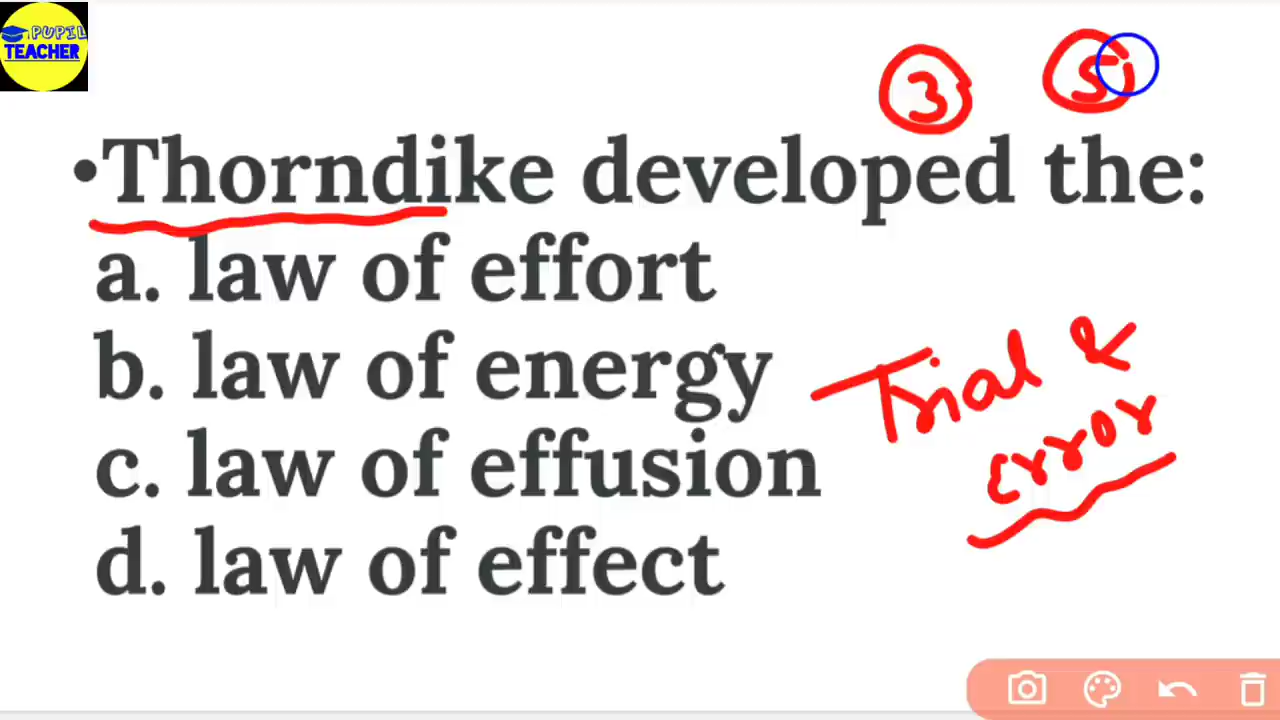 PUPIL
TEACHER
3
5
•Thorndike developed the:
a. law of effort
b. law of energy
c. law of effusion
d. law of effect
Trial &
error